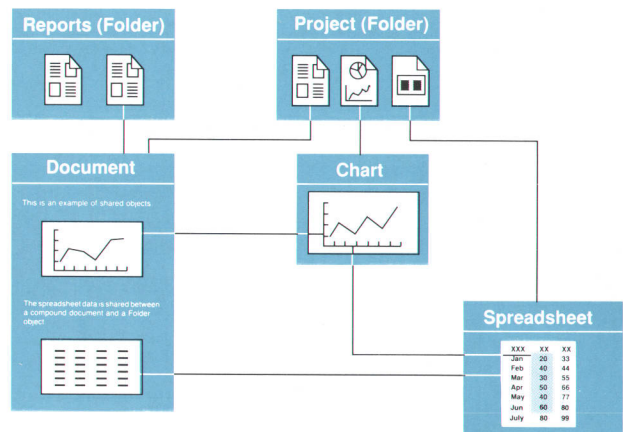 Reports (Folder)
Project (Folder)
Document
This is an example of shared objects
The spreadsheet data is shared between
a compound document and a Folder
object
Chart
Spreadsheet
XXX XX XX
Jan 20 33
Feb 40 44
Mar 30 55
Apr 50 66
May 40 77
Jun 60 80
July 80 99